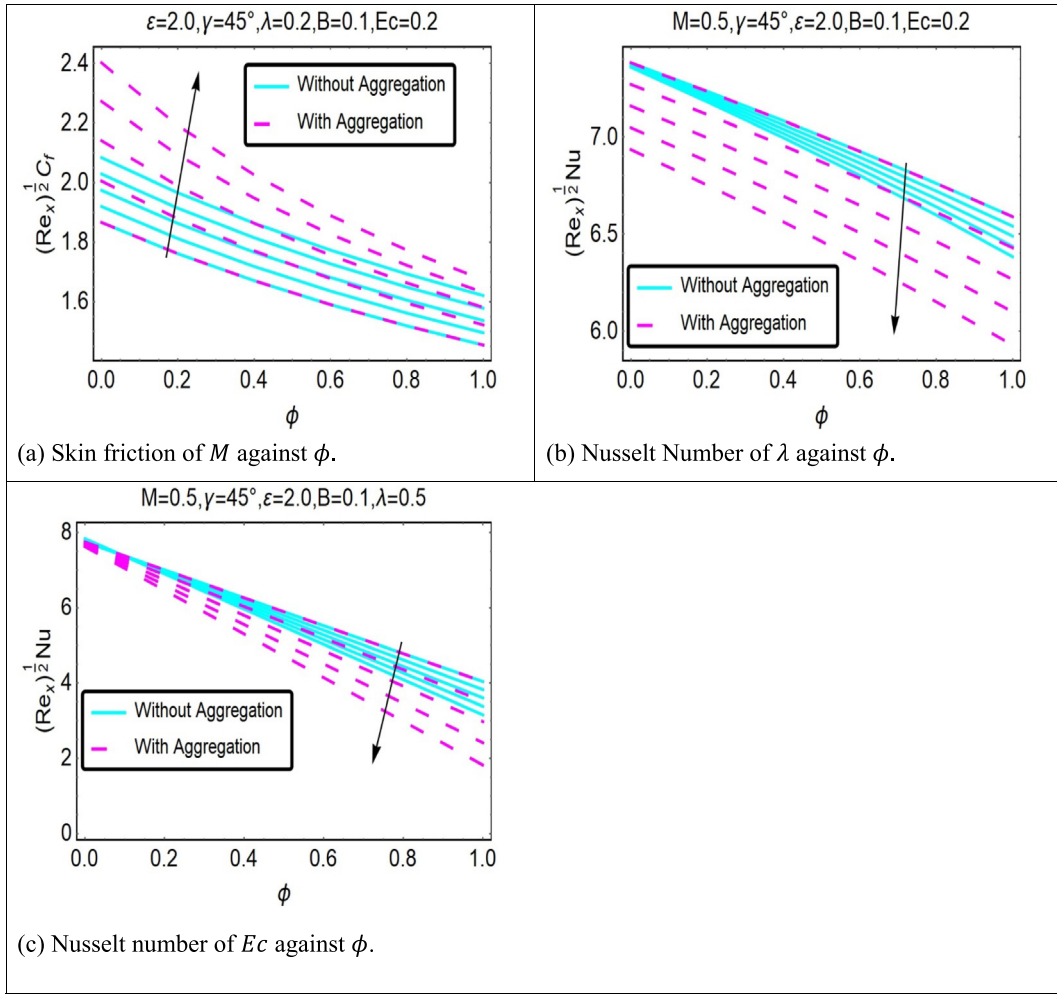 ε=2.0,γ=45°,λ=0.2,B=0.1,Ec=0.2
2.4
2.2
2.0
1.8
1.6
(Reₓ)^1/2 C_f
Without Aggregation
With Aggregation
0.0 0.2 0.4 0.6 0.8 1.0
ϕ
(a) Skin friction of M against ϕ.
M=0.5,γ=45°,ε=2.0,B=0.1,Ec=0.2
7.0
6.5
6.0
(Reₓ)^1/2 Nu
Without Aggregation
With Aggregation
0.0 0.2 0.4 0.6 0.8 1.0
ϕ
(b) Nusselt Number of λ against ϕ.
M=0.5,γ=45°,ε=2.0,B=0.1,λ=0.5
8
6
4
2
0
(Reₓ)^1/2 Nu
Without Aggregation
With Aggregation
0.0 0.2 0.4 0.6 0.8 1.0
ϕ
(c) Nusselt number of Ec against ϕ.